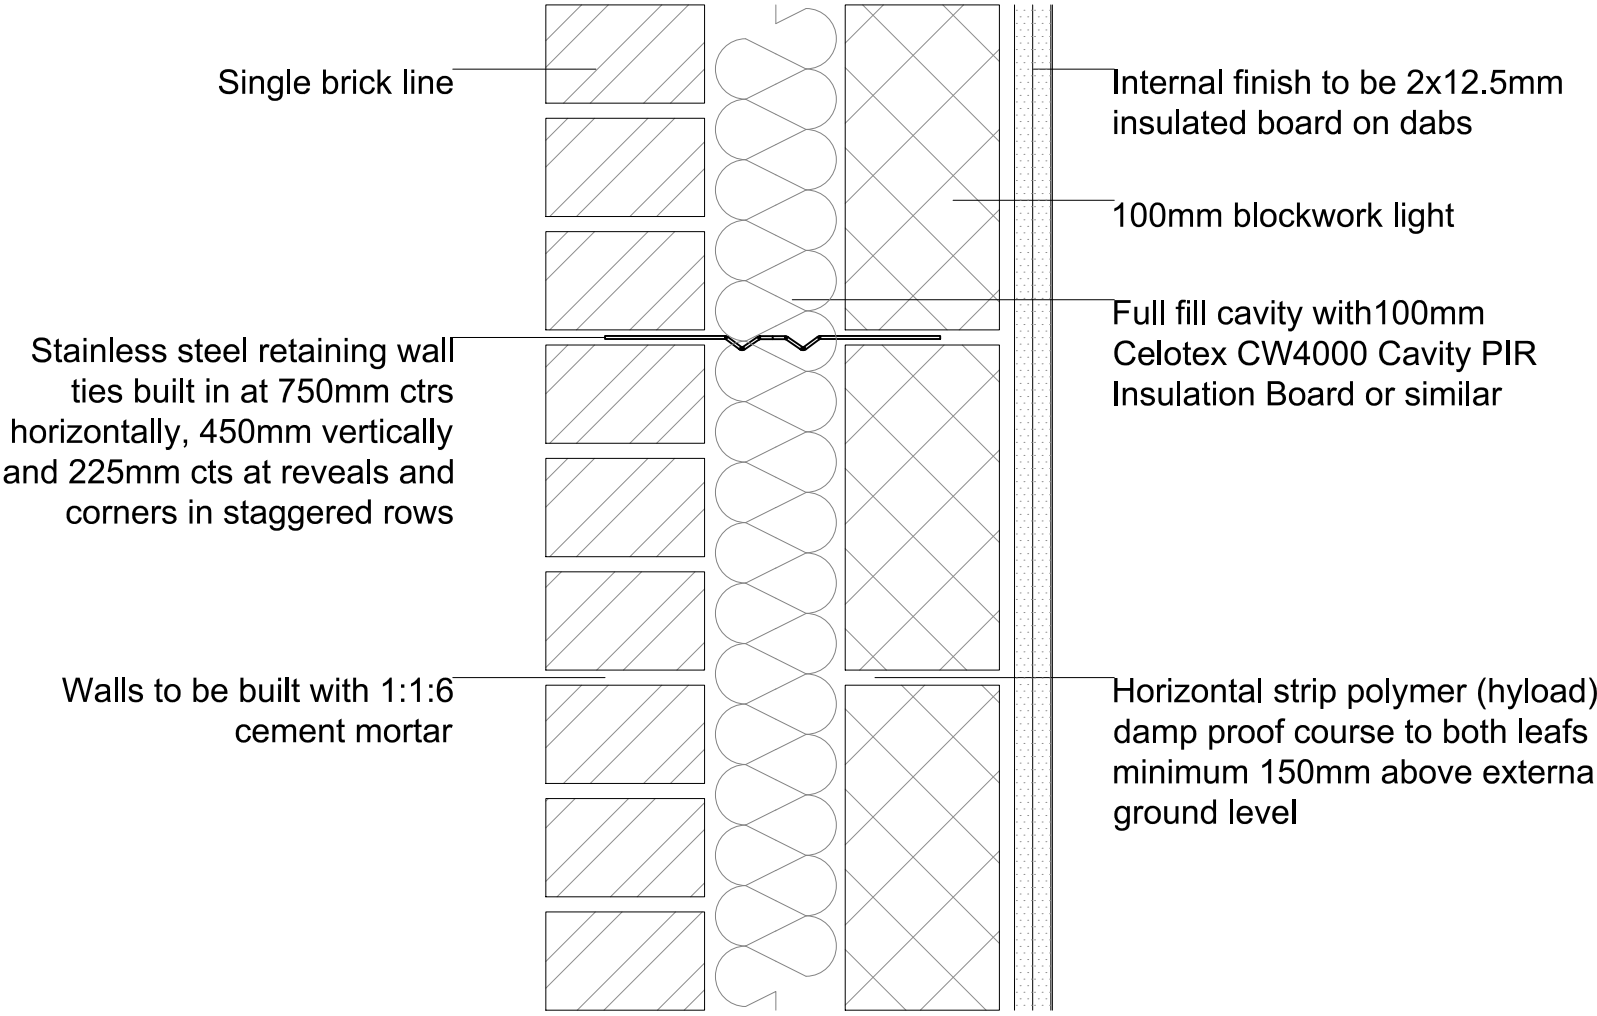 Single brick line
Stainless steel retaining wall
ties built in at 750mm ctrs
horizontally, 450mm vertically
and 225mm cts at reveals and
corners in staggered rows
Walls to be built with 1:1:6
cement mortar
Internal finish to be 2x12.5mm
insulated board on dabs
100mm blockwork light
Full fill cavity with100mm
Celotex CW4000 Cavity PIR
Insulation Board or similar
Horizontal strip polymer (hyload)
damp proof course to both leafs
minimum 150mm above externa
ground level